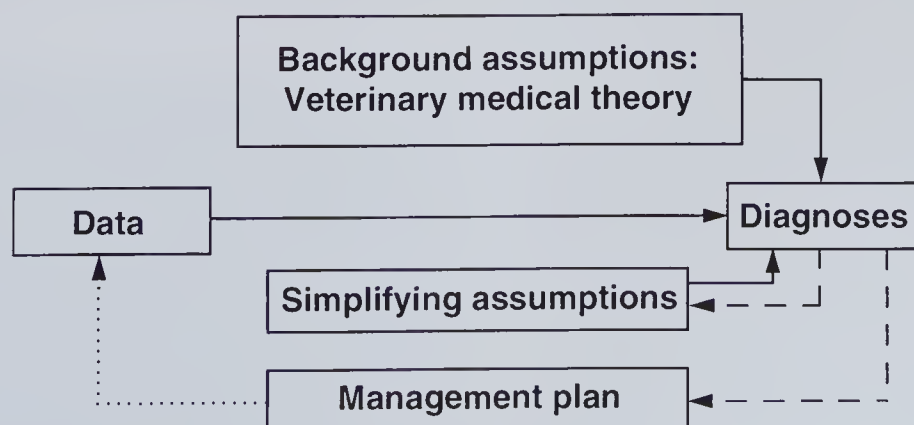 Background assumptions:
Veterinary medical theory
Data
Diagnoses
Simplifying assumptions
Management plan